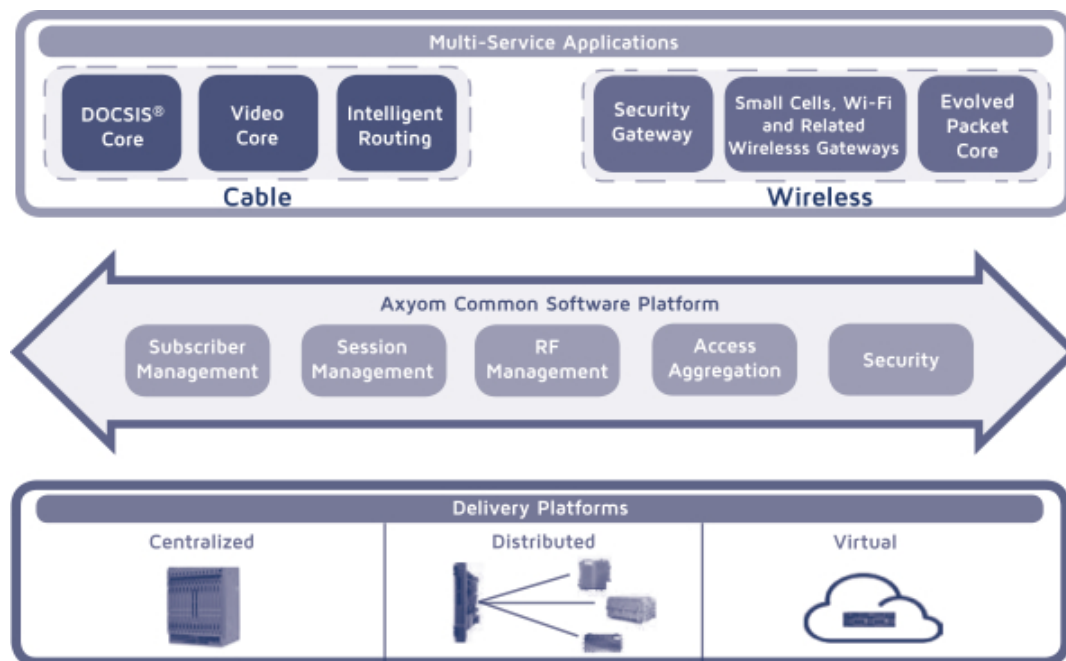 Multi-Service Applications
DOCSIS®
Core
Video
Core
Intelligent
Routing
Security
Gateway
Small Cells, Wi-Fi
and Related
Wirelesss Gateways
Evolved
Packet
Core
Cable
Wireless
Axyom Common Software Platform
Subscriber
Management
Session
Management
RF
Management
Access
Aggregation
Security
Delivery Platforms
Centralized
Distributed
Virtual